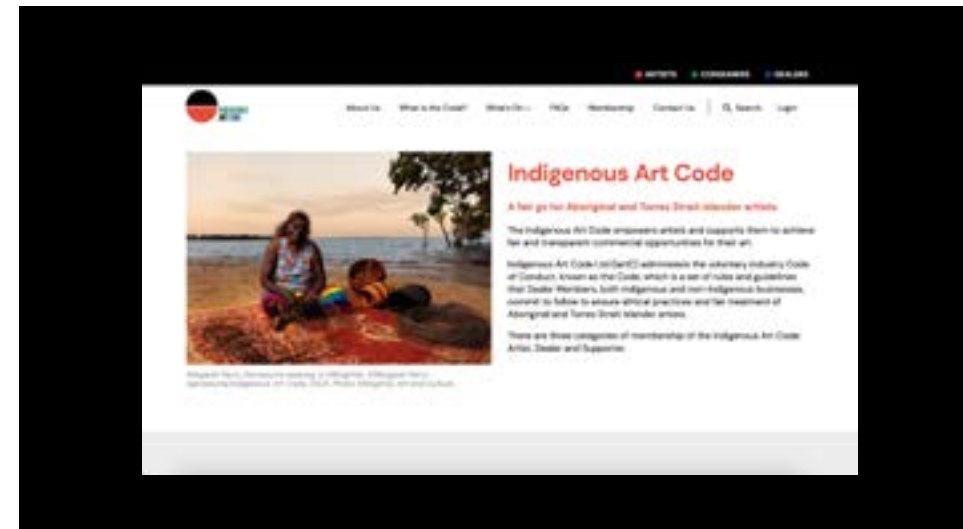 ARTISTS CONSUMERS DEALERS
About Us What is the Code? What's On FAQs Membership Contact Us Search Login
INDIGENOUS
ART CODE
Indigenous Art Code
A fair go for Aboriginal and Torres Strait Islander artists
The Indigenous Art Code empowers artists and supports them to achieve
fair and transparent commercial opportunities for their art.
Indigenous Art Code Ltd (IartC) administers the voluntary industry Code
of Conduct, known as the Code, which is a set of rules and guidelines
that Dealer Members, both Indigenous and non-Indigenous businesses,
commit to follow to ensure ethical practices and fair treatment of
Aboriginal and Torres Strait Islander artists.
There are three categories of membership of the Indigenous Art Code:
Artist, Dealer and Supporter.